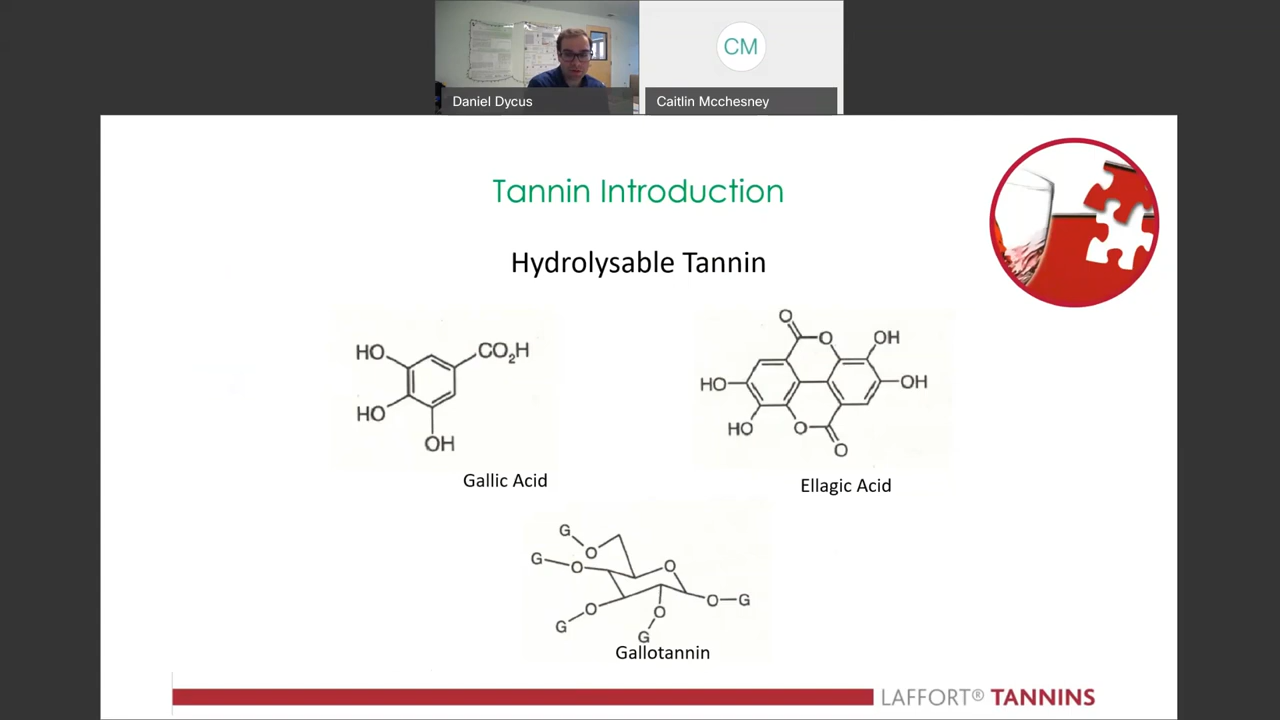 CM
Daniel Dycus
Caitlin Mcchesney
Tannin Introduction
Hydrolysable Tannin
HO
CO₂H
HO
OH
Gallic Acid
O
O
OH
HO
OH
HO
O
O
Ellagic Acid
G
O
G
O
O
O
O
G
O
G
G
Gallotannin
LAFFORT® TANNINS